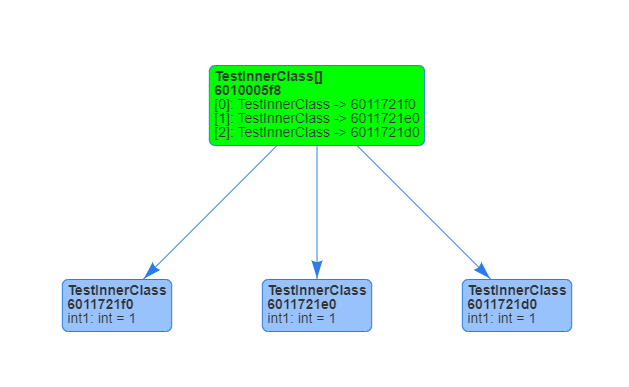 TestInnerClass[]
6010005f8
[0]: TestInnerClass -> 6011721f0
[1]: TestInnerClass -> 6011721e0
[2]: TestInnerClass -> 6011721d0
TestInnerClass
6011721f0
int1: int = 1
TestInnerClass
6011721e0
int1: int = 1
TestInnerClass
6011721d0
int1: int = 1